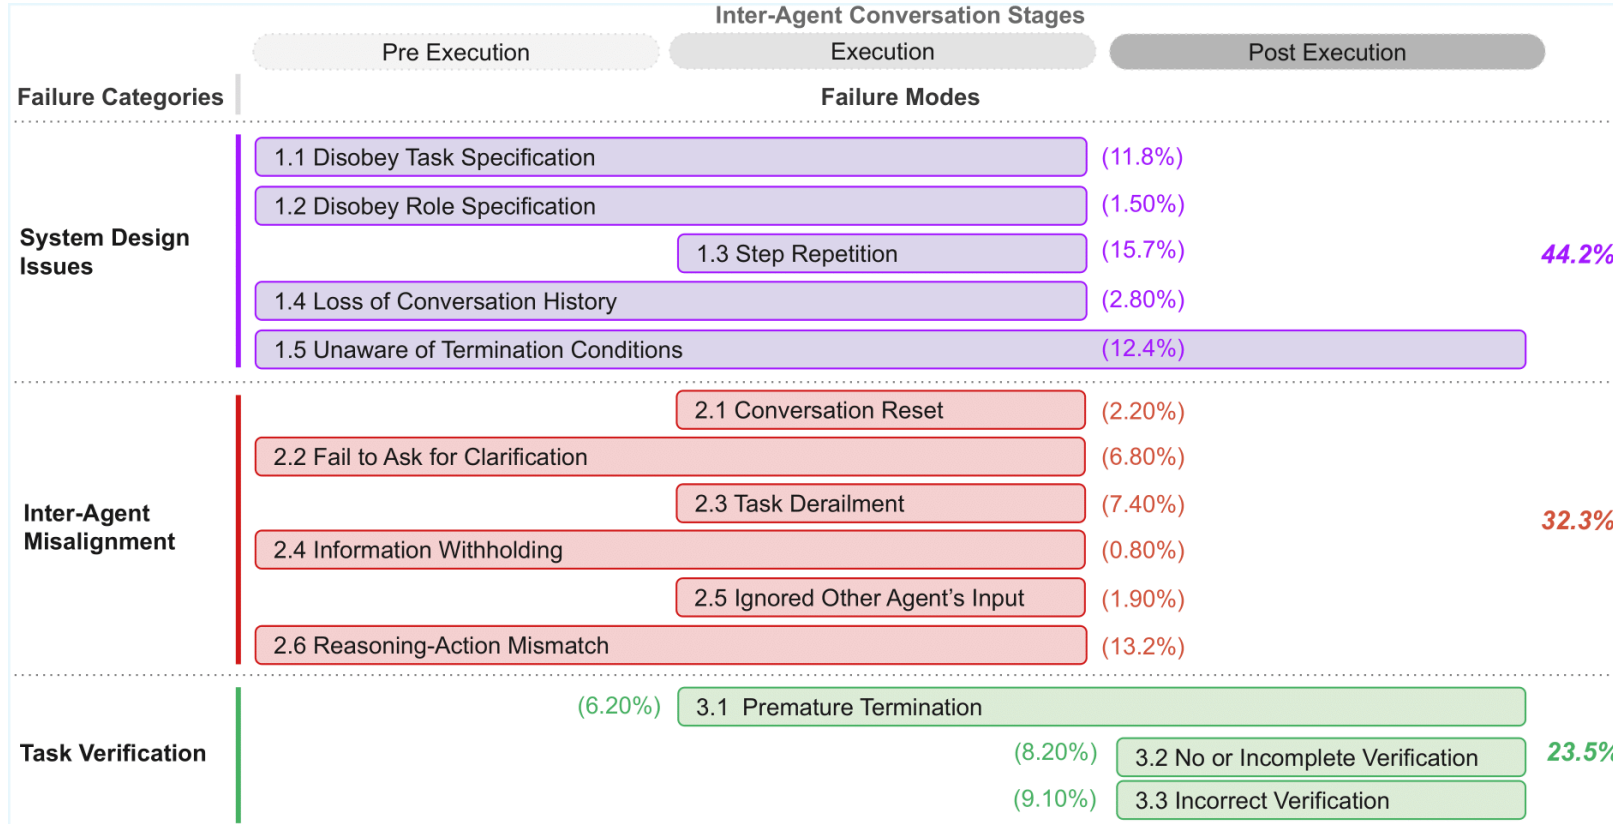 Inter-Agent Conversation Stages
Pre Execution
Execution
Post Execution
Failure Categories
Failure Modes
System Design
Issues
1.1 Disobey Task Specification
(11.8%)
1.2 Disobey Role Specification
(1.50%)
1.3 Step Repetition
(15.7%)
1.4 Loss of Conversation History
(2.80%)
1.5 Unaware of Termination Conditions
(12.4%)
44.2%
Inter-Agent
Misalignment
2.1 Conversation Reset
(2.20%)
2.2 Fail to Ask for Clarification
(6.80%)
2.3 Task Derailment
(7.40%)
2.4 Information Withholding
(0.80%)
2.5 Ignored Other Agent’s Input
(1.90%)
2.6 Reasoning-Action Mismatch
(13.2%)
32.3%
Task Verification
(6.20%)
3.1 Premature Termination
(8.20%)
3.2 No or Incomplete Verification
(9.10%)
3.3 Incorrect Verification
23.5%